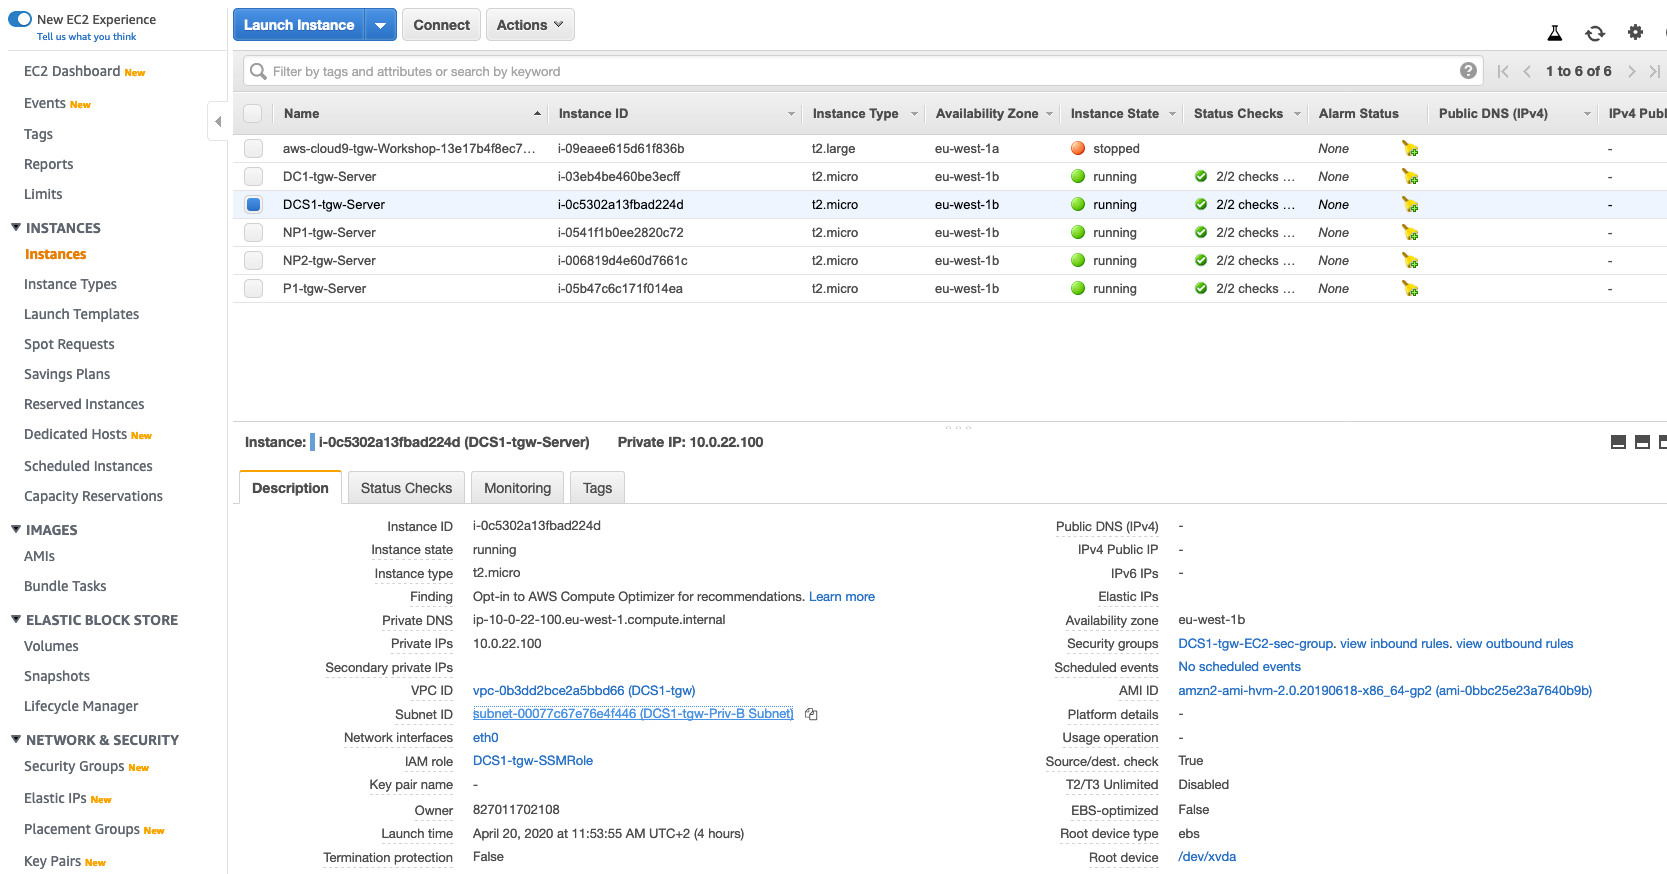 New EC2 Experience
Tell us what you think
EC2 Dashboard New
Events New
Tags
Reports
Limits
INSTANCES
Instances
Instance Types
Launch Templates
Spot Requests
Savings Plans
Reserved Instances
Dedicated Hosts New
Scheduled Instances
Capacity Reservations
IMAGES
AMIs
Bundle Tasks
ELASTIC BLOCK STORE
Volumes
Snapshots
Lifecycle Manager
NETWORK & SECURITY
Security Groups New
Elastic IPs New
Placement Groups New
Key Pairs New
Launch Instance Connect Actions
Filter by tags and attributes or search by keyword 1 to 6 of 6
Name Instance ID Instance Type Availability Zone Instance State Status Checks Alarm Status Public DNS (IPv4) IPv4 Publ
aws-cloud9-tgw-Workshop-13e17b4f8ec7... i-09eaee615d61f836b t2.large eu-west-1a stopped None -
DC1-tgw-Server i-03eb4be460be3ecff t2.micro eu-west-1b running 2/2 checks ... None -
DCS1-tgw-Server i-0c5302a13fbad224d t2.micro eu-west-1b running 2/2 checks ... None -
NP1-tgw-Server i-0541f1b0ee2820c72 t2.micro eu-west-1b running 2/2 checks ... None -
NP2-tgw-Server i-006819d4e60d7661c t2.micro eu-west-1b running 2/2 checks ... None -
P1-tgw-Server i-05b47c6c171f014ea t2.micro eu-west-1b running 2/2 checks ... None -
Instance: i-0c5302a13fbad224d (DCS1-tgw-Server) Private IP: 10.0.22.100
Description Status Checks Monitoring Tags
Instance ID i-0c5302a13fbad224d
Instance state running
Instance type t2.micro
Finding Opt-in to AWS Compute Optimizer for recommendations. Learn more
Private DNS ip-10-0-22-100.eu-west-1.compute.internal
Private IPs 10.0.22.100
Secondary private IPs
VPC ID vpc-0b3dd2bce2a5bbd66 (DCS1-tgw)
Subnet ID subnet-00077c67e76e4f446 (DCS1-tgw-Priv-B Subnet)
Network interfaces eth0
IAM role DCS1-tgw-SSMRole
Key pair name -
Owner 827011702108
Launch time April 20, 2020 at 11:53:55 AM UTC+2 (4 hours)
Termination protection False
Public DNS (IPv4) -
IPv4 Public IP -
IPv6 IPs -
Elastic IPs
Availability zone eu-west-1b
Security groups DCS1-tgw-EC2-sec-group. view inbound rules. view outbound rules
Scheduled events No scheduled events
AMI ID amzn2-ami-hvm-2.0.20190618-x86_64-gp2 (ami-0bbc25e23a7640b9b)
Platform details -
Usage operation -
Source/dest. check True
T2/T3 Unlimited Disabled
EBS-optimized False
Root device type ebs
Root device /dev/xvda